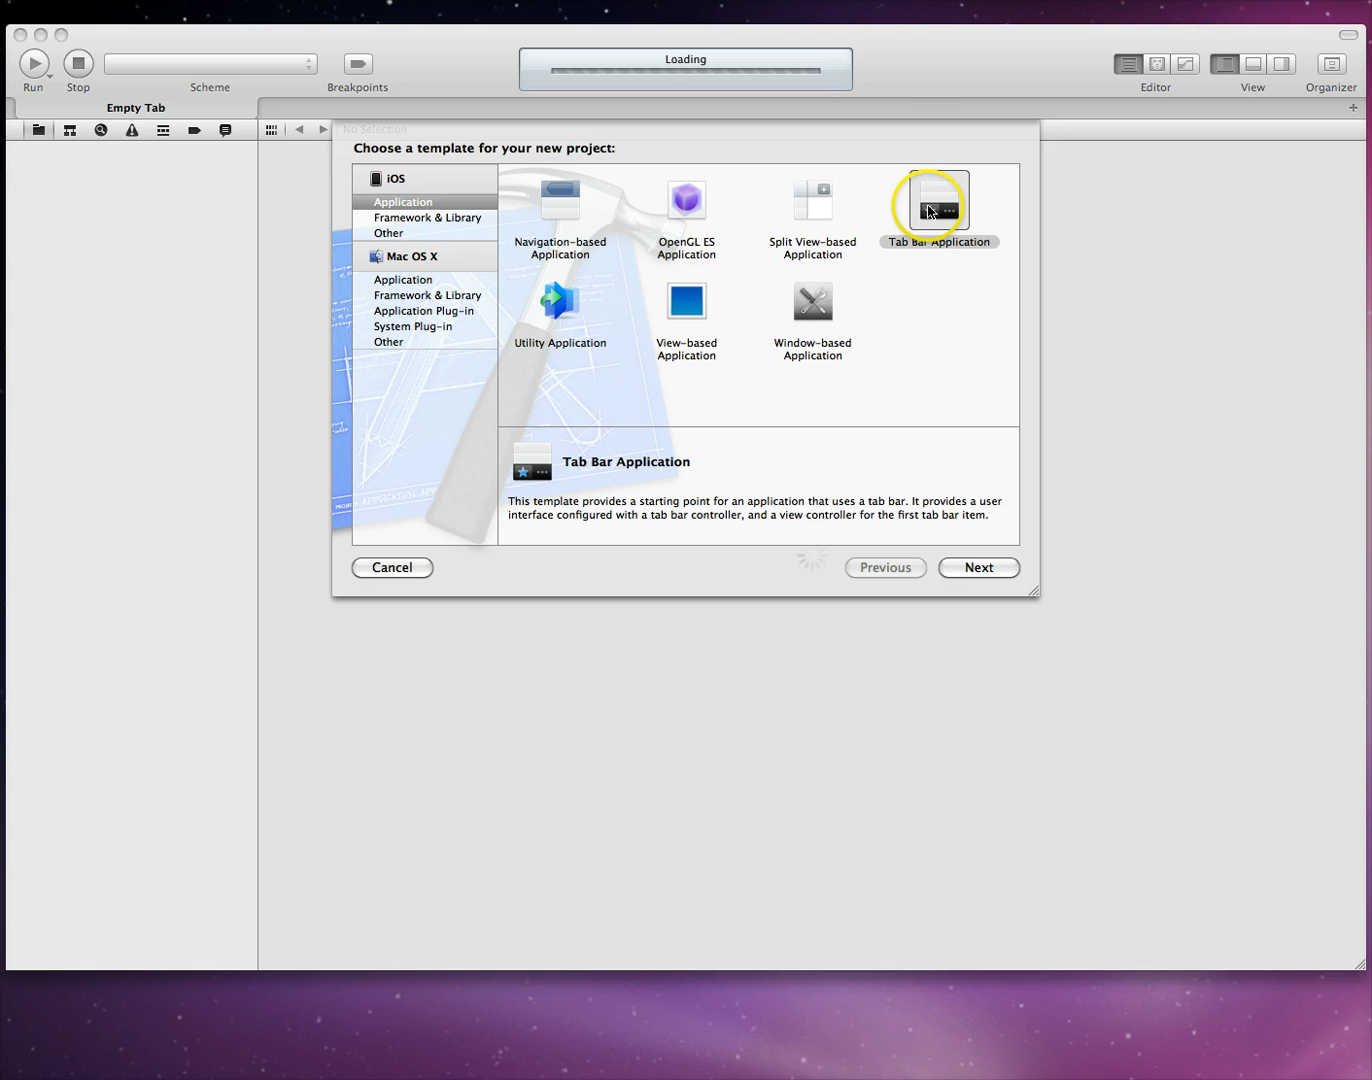 Loading
Run
Stop
Scheme
Breakpoints
Editor
View
Organizer
Empty Tab
No Selection
Choose a template for your new project:
iOS
Application
Framework & Library
Other
Mac OS X
Application
Framework & Library
Application Plug-in
System Plug-in
Other
Navigation-based
Application
OpenGL ES
Application
Split View-based
Application
Tab Bar Application
Utility Application
View-based
Application
Window-based
Application
Tab Bar Application
This template provides a starting point for an application that uses a tab bar. It provides a user
interface configured with a tab bar controller, and a view controller for the first tab bar item.
Cancel
Previous
Next